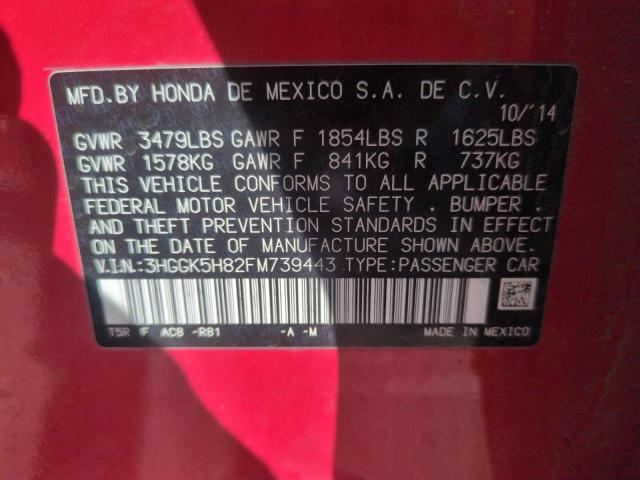 MFD.BY HONDA DE MEXICO S.A. DE C.V.
10/'14
GVWR 3479LBS GAWR F 1854LBS R 1625LBS
GVWR 1578KG GAWR F 841KG R 737KG
THIS VEHICLE CONFORMS TO ALL APPLICABLE
FEDERAL MOTOR VEHICLE SAFETY , BUMPER ,
AND THEFT PREVENTION STANDARDS IN EFFECT
ON THE DATE OF MANUFACTURE SHOWN ABOVE.
V.I.N.:3HGGK5H82FM739443 TYPE:PASSENGER CAR
T5R F AC8 -R81 -A -M MADE IN MEXICO